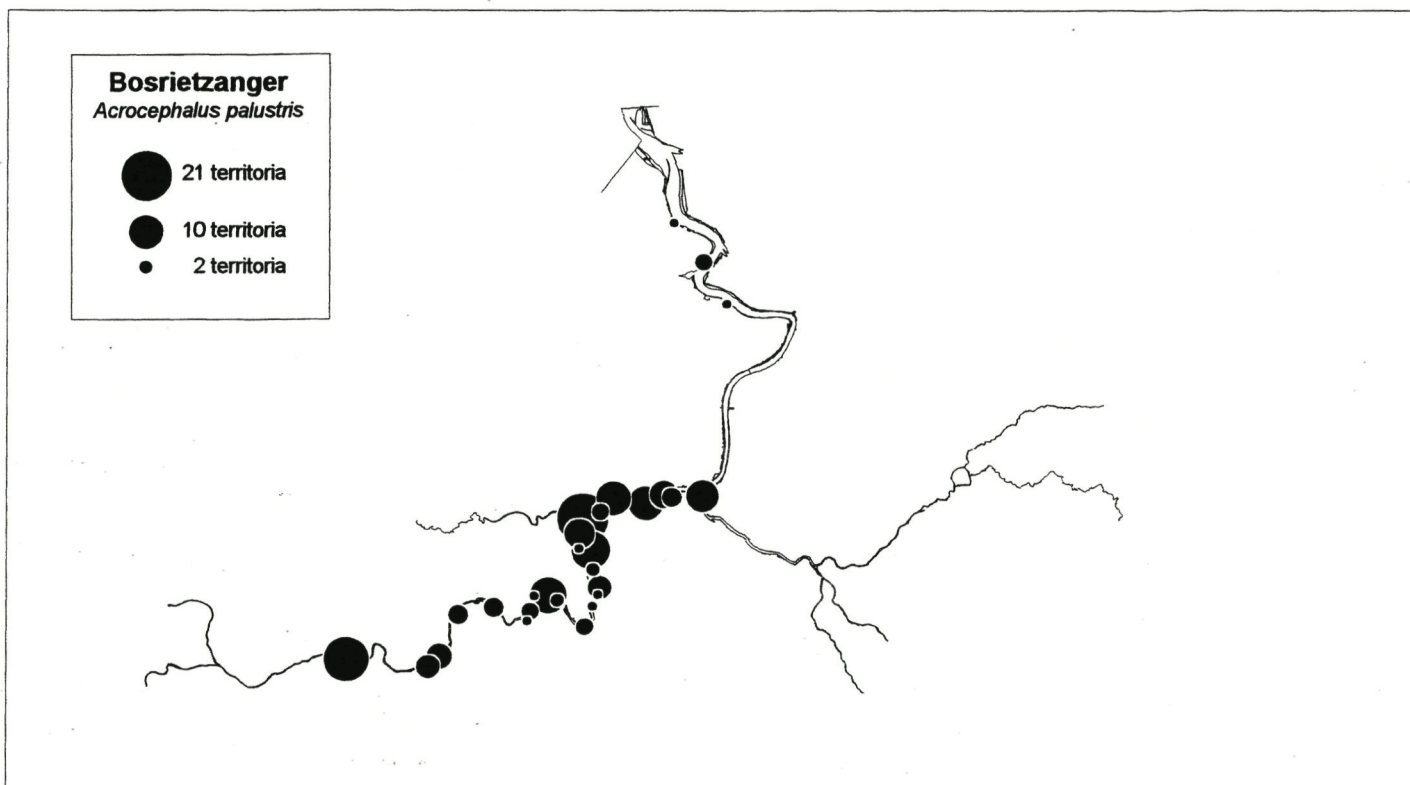 Bosrietzanger
Acrocephalus palustris
21 territoria
10 territoria
2 territoria